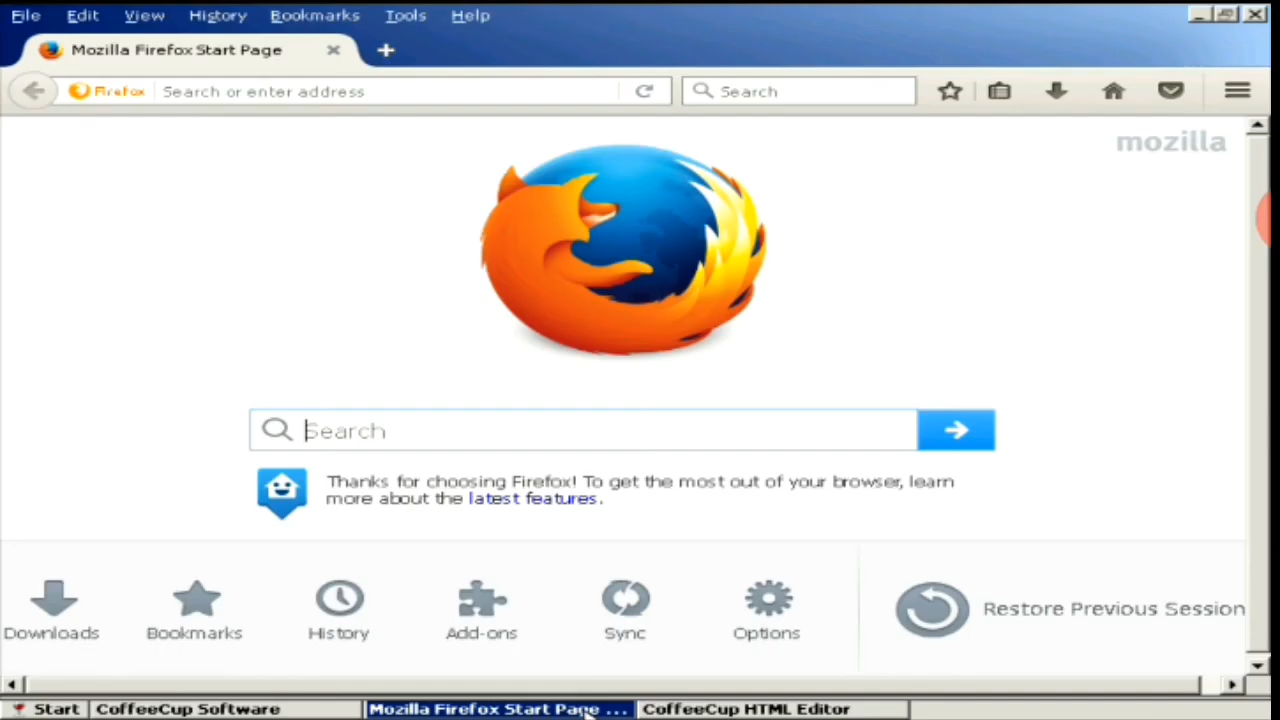 File Edit View History Bookmarks Tools Help
Mozilla Firefox Start Page
Firefox Search or enter address Search
mozilla
Search
Thanks for choosing Firefox! To get the most out of your browser, learn
more about the latest features.
Downloads Bookmarks History Add-ons Sync Options Restore Previous Session
Start CoffeeCup Software Mozilla Firefox Start Page ... CoffeeCup HTML Editor